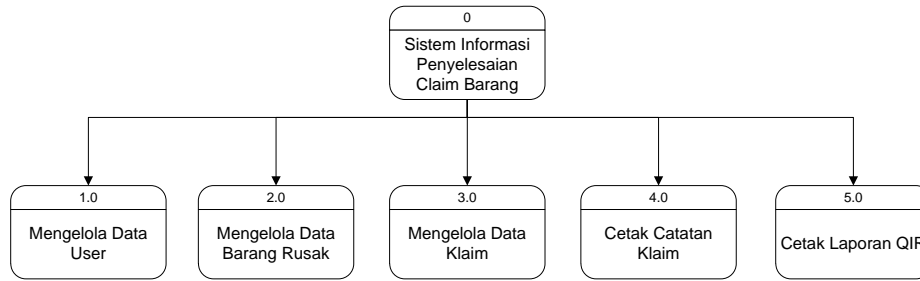 0
Sistem Informasi
Penyelesaian
Claim Barang
1.0
Mengelola Data
User
2.0
Mengelola Data
Barang Rusak
3.0
Mengelola Data
Klaim
4.0
Cetak Catatan
Klaim
5.0
Cetak Laporan QIR